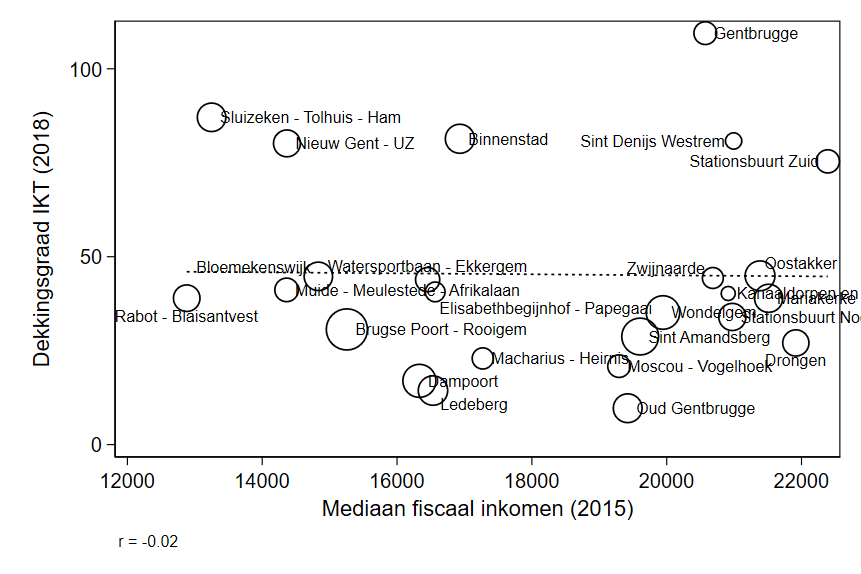 Gentbrugge
100
Sluizeken - Tolhuis - Ham
Nieuw Gent - UZ
Binnenstad
Sint Denijs Westrem
Stationsbuurt Zuid
Dekkingsgraad IKT (2018)
50
Bloemekenswijk
Watersportbaan - Ekkergem
Zwijnaarde
Oostakker
Muide - Meulestede - Afrikalaan
Kanaaldorpen en
Mariakerke
Elisabethbegijnhof - Papegaai
Wondelgem
Stationsbuurt Noo
Rabot - Blaisantvest
Brugse Poort - Rooigem
Sint Amandsberg
Macharius - Heirnis
Moscou - Vogelhoek
Drongen
Dampoort
Ledeberg
Oud Gentbrugge
0
12000 14000 16000 18000 20000 22000
Mediaan fiscaal inkomen (2015)
r = -0.02